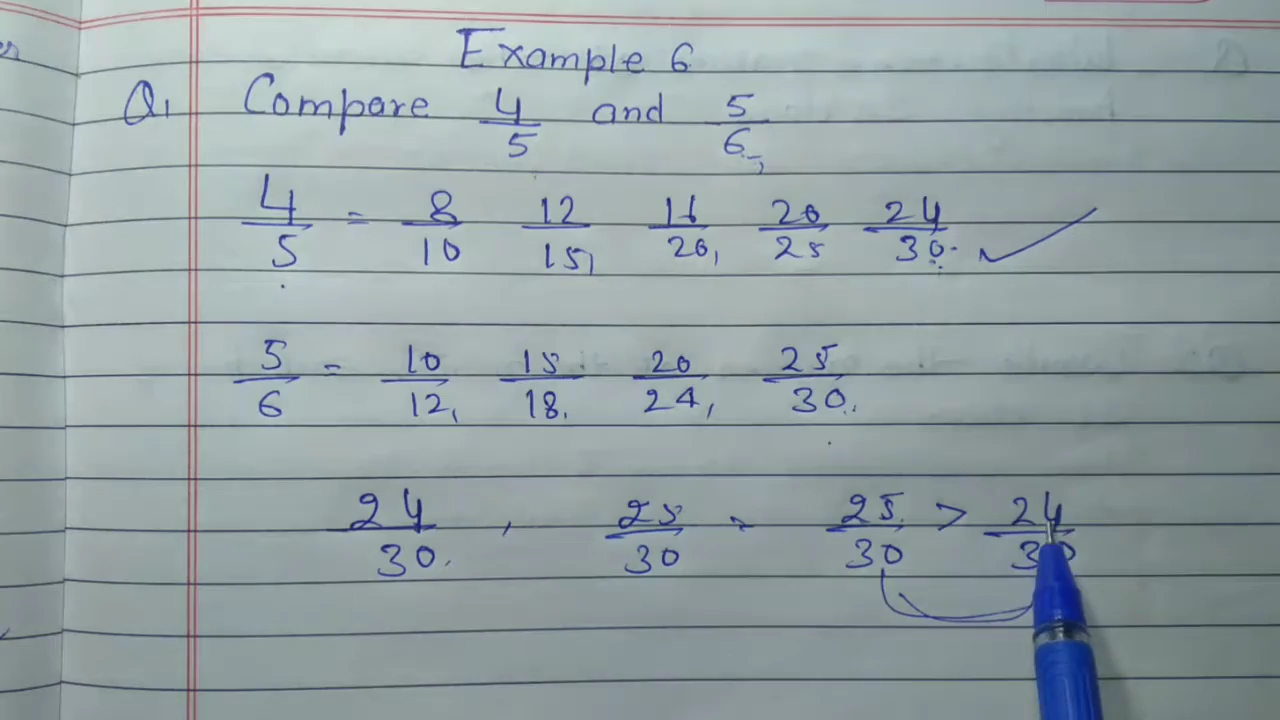 Example 6
Q1 Compare 4/5 and 5/6,
4/5 = 8/10 12/15, 16/20, 20/25 24/30. ✓
5/6 = 10/12, 15/18. 20/24, 25/30.
24/30. , 25/30 25/30 > 24/30